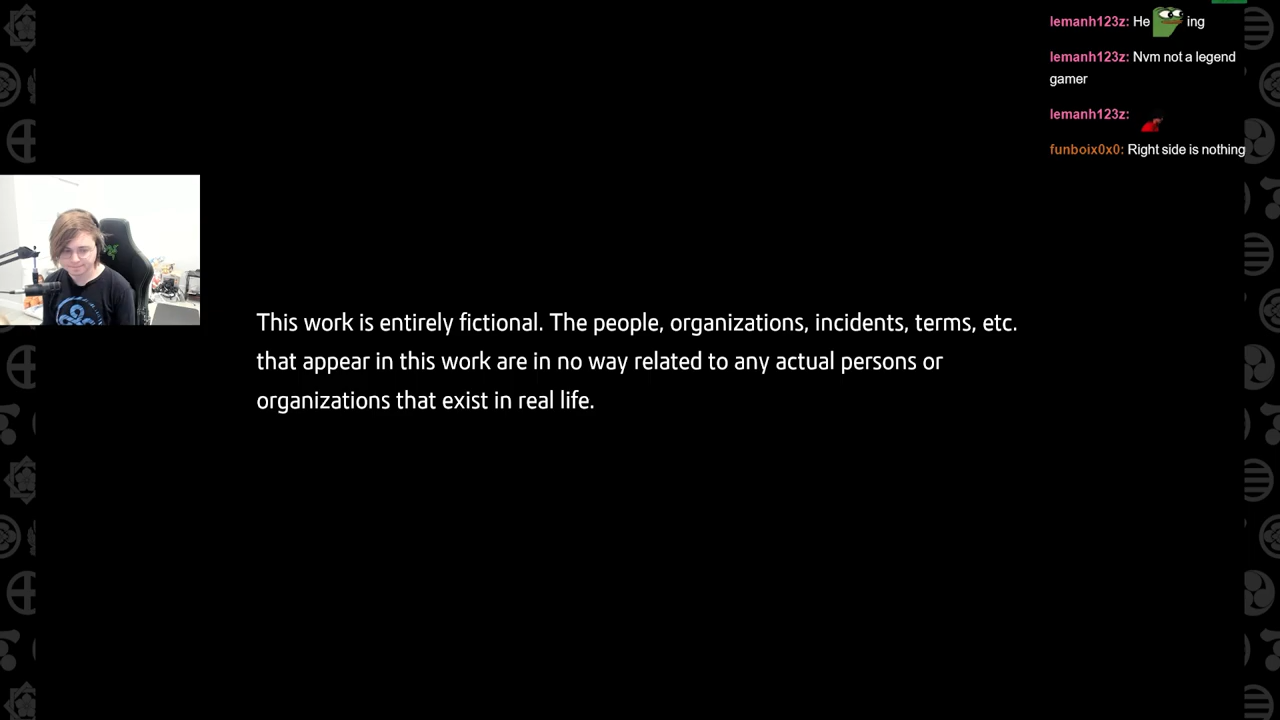 lemanh123z: He ing
lemanh123z: Nvm not a legend
gamer
lemanh123z:
funboix0x0: Right side is nothing
This work is entirely fictional. The people, organizations, incidents, terms, etc.
that appear in this work are in no way related to any actual persons or
organizations that exist in real life.